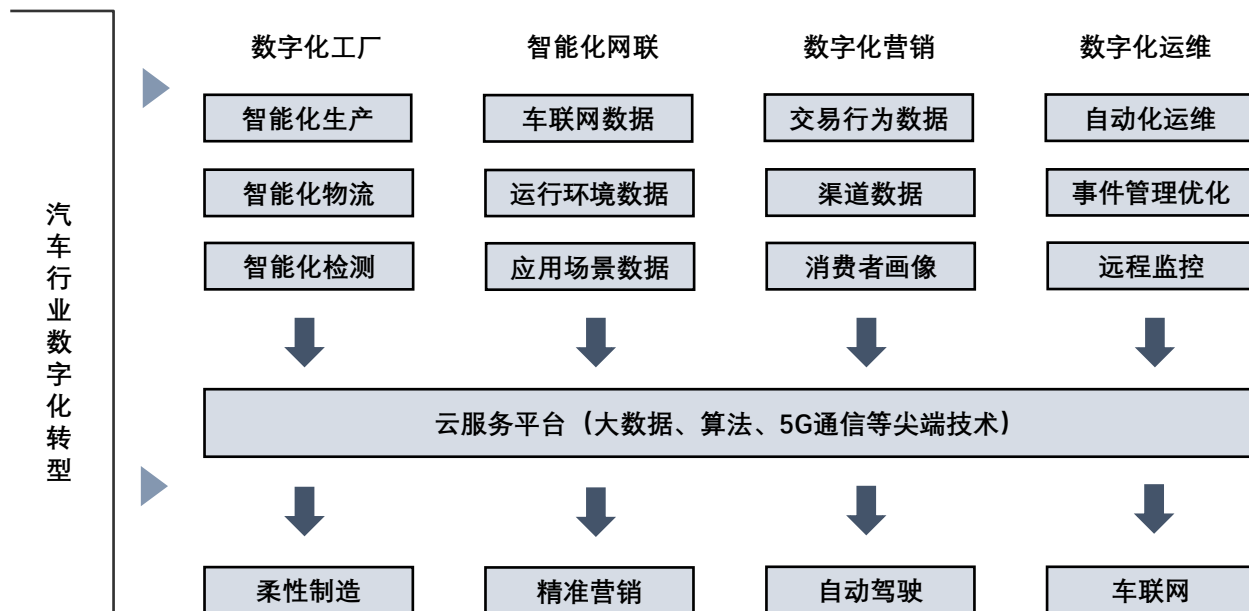 汽车行业数字化转型
数字化工厂
智能化网联
数字化营销
数字化运维
智能化生产
车联网数据
交易行为数据
自动化运维
智能化物流
运行环境数据
渠道数据
事件管理优化
智能化检测
应用场景数据
消费者画像
远程监控
云服务平台（大数据、算法、5G通信等尖端技术）
柔性制造
精准营销
自动驾驶
车联网